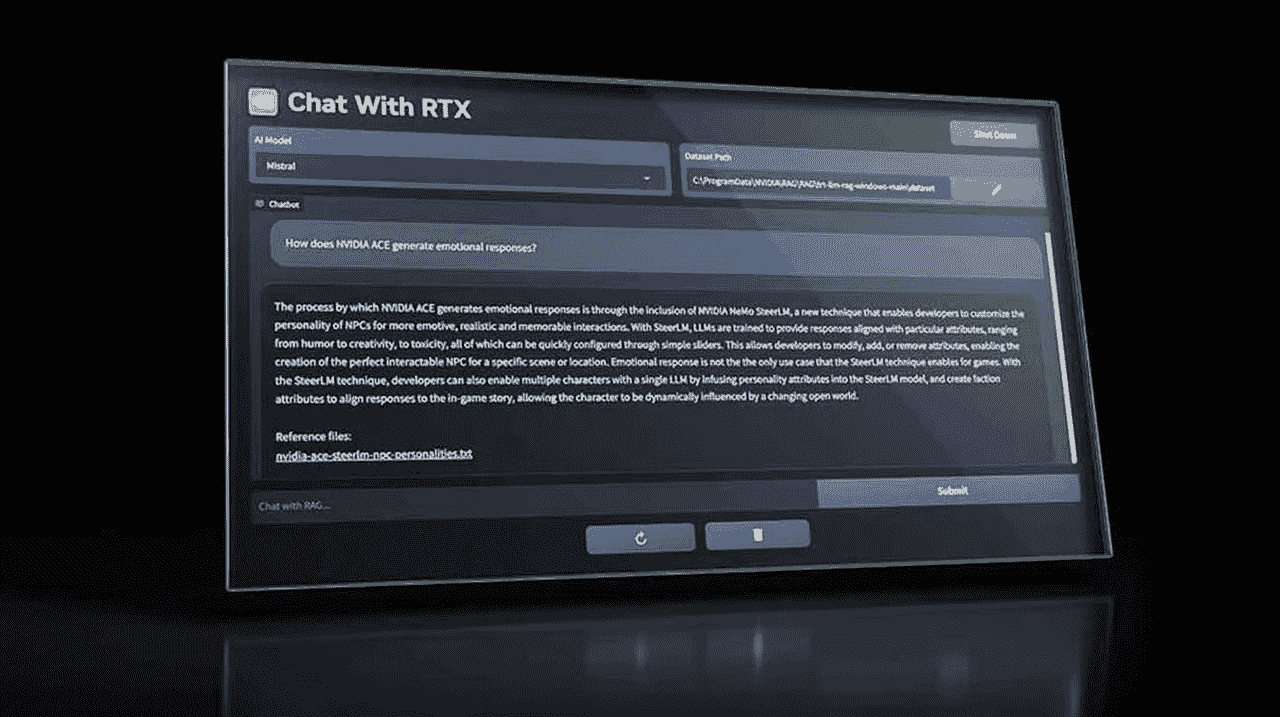 Chat With RTX
Shut Down
AI Model
Mistral
Dataset Path
Chatbot
How does NVIDIA ACE generate emotional responses?
The process by which NVIDIA ACE generates emotional responses is through the inclusion of NVIDIA NeMo SteerLM, a new technique that enables developers to customize the
personality of NPCs for more emotive, realistic and memorable interactions. With SteerLM, LLMs are trained to provide responses aligned with particular attributes, ranging
from humor to creativity, to toxicity, all of which can be quickly configured through simple sliders. This allows developers to modify, add, or remove attributes, enabling the
creation of the perfect interactable NPC for a specific scene or location. Emotional response is not the the only use case that the SteerLM technique enables for games. With
the SteerLM technique, developers can also enable multiple characters with a single LLM by infusing personality attributes into the SteerLM model, and create faction
attributes to align responses to the in-game story, allowing the character to be dynamically influenced by a changing open world.
Reference files:
nvidia-ace-steerlm-npc-personalities.txt
Chat with RAG...
Submit